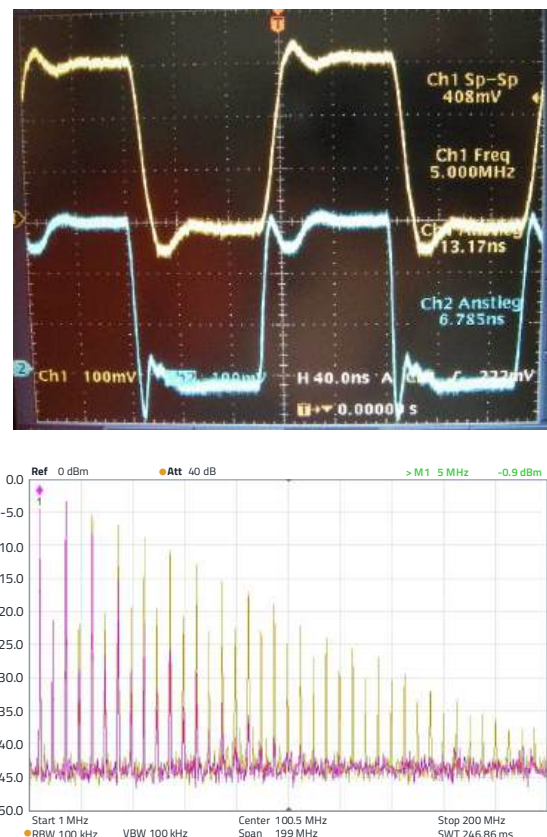 T
Ch1 Sp-Sp
408mV
Ch1 Freq
5.000MHz
Ch1 Anstieg
13.17ns
Ch2 Anstieg
6.785ns
2
Ch1 100mV
100mV
H 40.0ns A
mV
T 0.00000 s
Ref 0 dBm Att 40 dB > M1 5 MHz -0.9 dBm
0.0
1
-5.0
10.0
15.0
20.0
25.0
30.0
35.0
40.0
45.0
50.0
Start 1 MHz Center 100.5 MHz Stop 200 MHz
RBW 100 kHz VBW 100 kHz Span 199 MHz SWT 246.86 ms